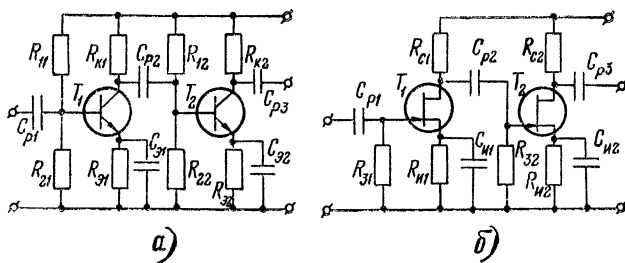 R11 Rк1 Cр2 R12 Rк2
T1 T2
Cр1 Cр3
R21 Rэ1 Cэ1 R22 Rэ2 Cэ2
а)
Rс1 Cр2 Rс2
Cр1 T1 T2 Cр3
Rз1 Rи1 Cи1 Rз2 Rи2 Cи2
б)